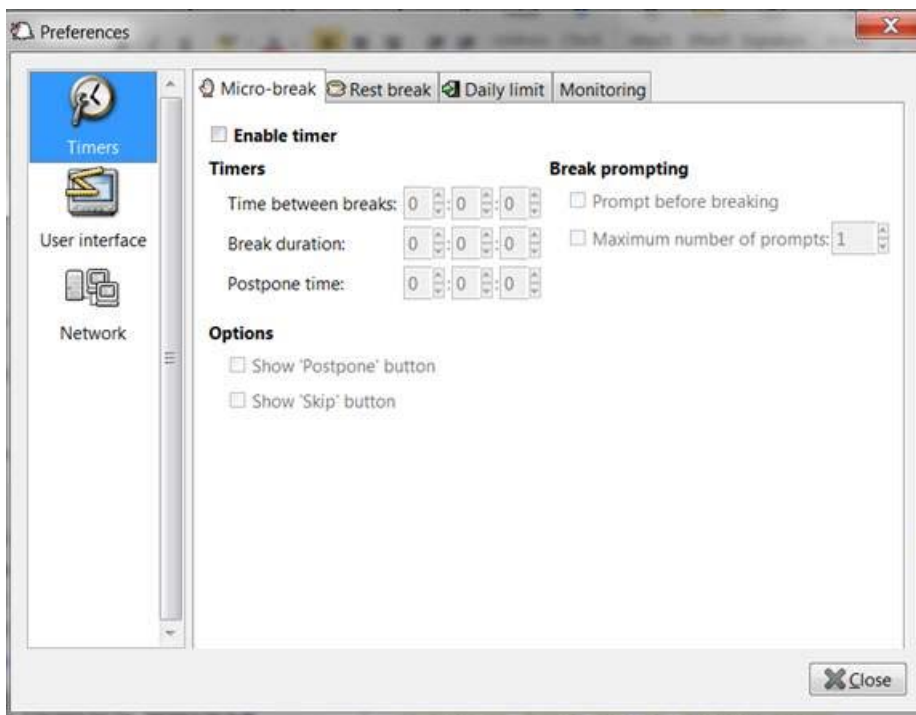 Preferences
Timers
User interface
Network
Micro-break Rest break Daily limit Monitoring
Enable timer
Timers
Time between breaks: 0 : 0 : 0
Break duration: 0 : 0 : 0
Postpone time: 0 : 0 : 0
Break prompting
Prompt before breaking
Maximum number of prompts: 1
Options
Show 'Postpone' button
Show 'Skip' button
Close